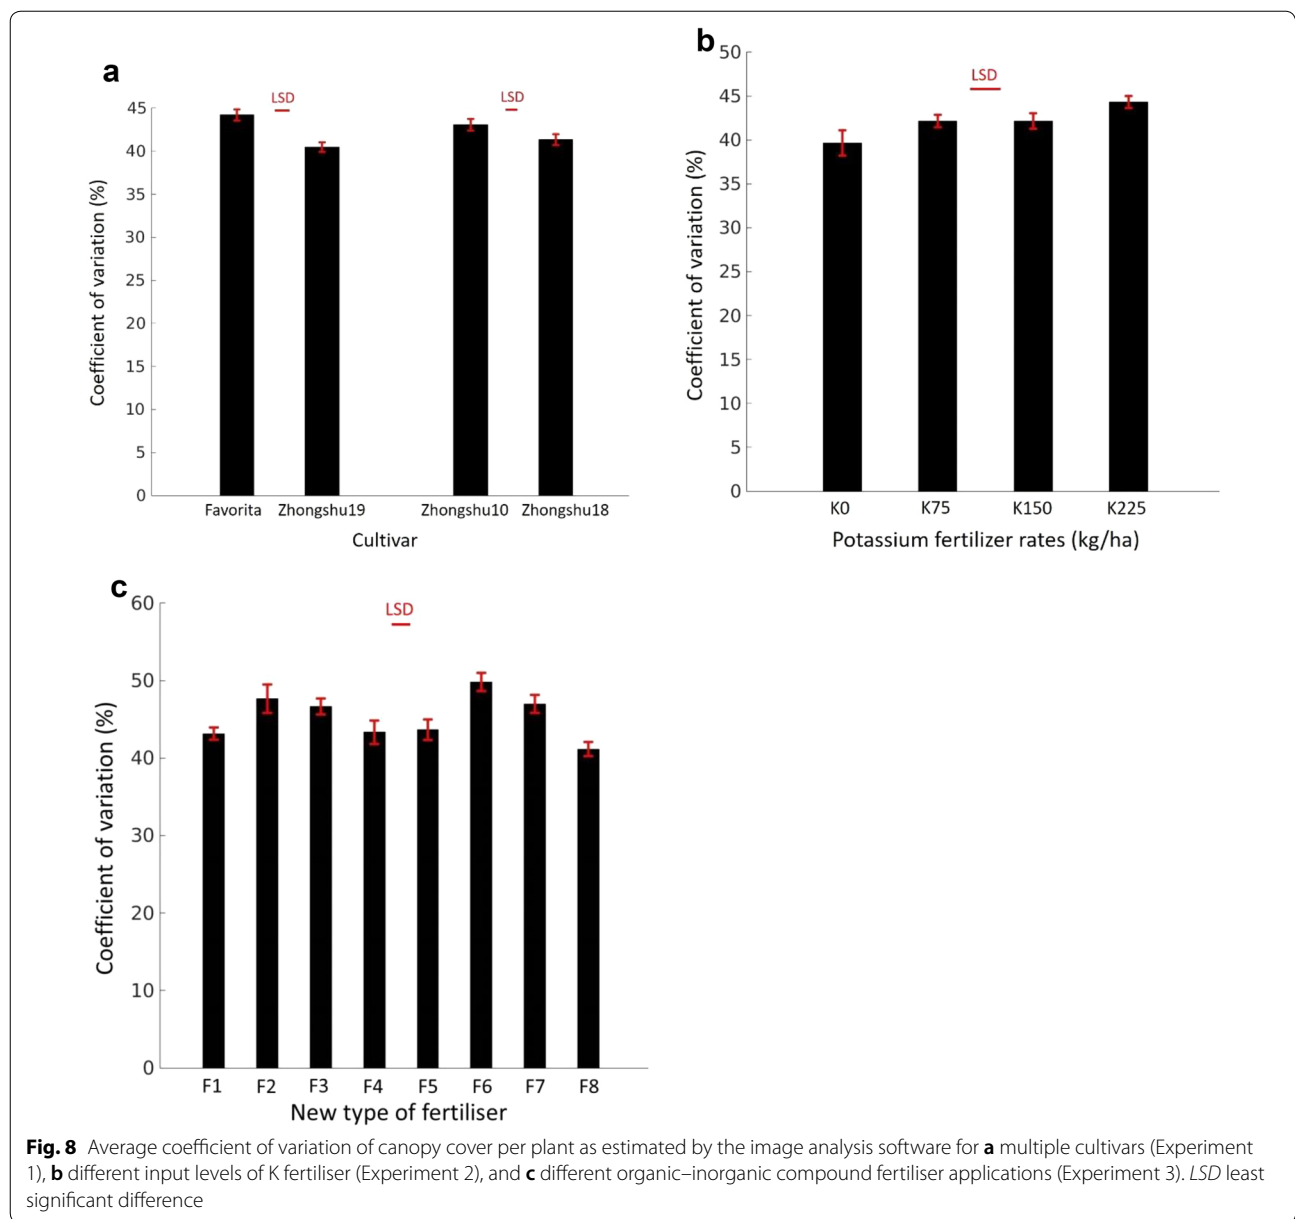 a
LSD
LSD
45
40
35
30
25
20
15
10
5
0
Coefficient of variation (%)
Favorita Zhongshu19 Zhongshu10 Zhongshu18
Cultivar
b
LSD
50
45
40
35
30
25
20
15
10
5
0
Coefficient of variation (%)
K0 K75 K150 K225
Potassium fertilizer rates (kg/ha)
c
LSD
60
50
40
30
20
10
0
Coefficient of variation (%)
F1 F2 F3 F4 F5 F6 F7 F8
New type of fertiliser
Fig. 8 Average coefficient of variation of canopy cover per plant as estimated by the image analysis software for a multiple cultivars (Experiment
1), b different input levels of K fertiliser (Experiment 2), and c different organic–inorganic compound fertiliser applications (Experiment 3). LSD least
significant difference